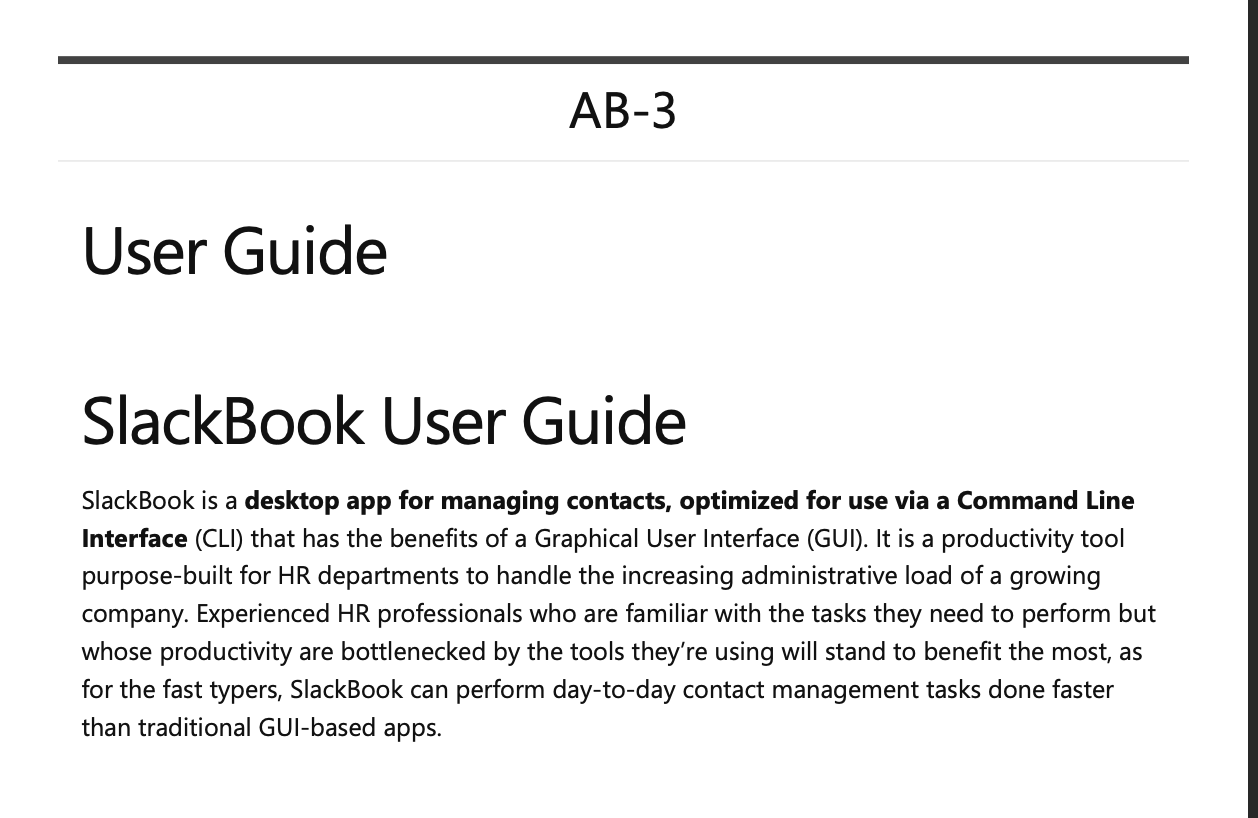 AB-3
User Guide
SlackBook User Guide
SlackBook is a desktop app for managing contacts, optimized for use via a Command Line
Interface (CLI) that has the benefits of a Graphical User Interface (GUI). It is a productivity tool
purpose-built for HR departments to handle the increasing administrative load of a growing
company. Experienced HR professionals who are familiar with the tasks they need to perform but
whose productivity are bottlenecked by the tools they’re using will stand to benefit the most, as
for the fast typers, SlackBook can perform day-to-day contact management tasks done faster
than traditional GUI-based apps.